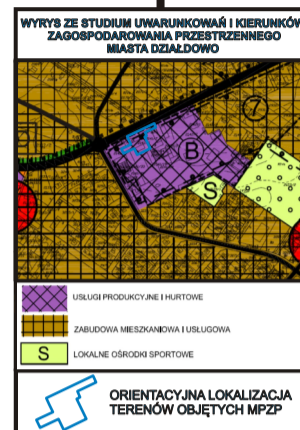 WYRYS ZE STUDIUM UWARUNKOWAŃ I KIERUNKÓW
ZAGOSPODAROWANIA PRZESTRZENNEGO
MIASTA DZIAŁDOWO
7
B
S
USŁUGI PRODUKCYJNE I HURTOWE
ZABUDOWA MIESZKANIOWA I USŁUGOWA
S LOKALNE OŚRODKI SPORTOWE
ORIENTACYJNA LOKALIZACJA
TERENÓW OBJĘTYCH MPZP